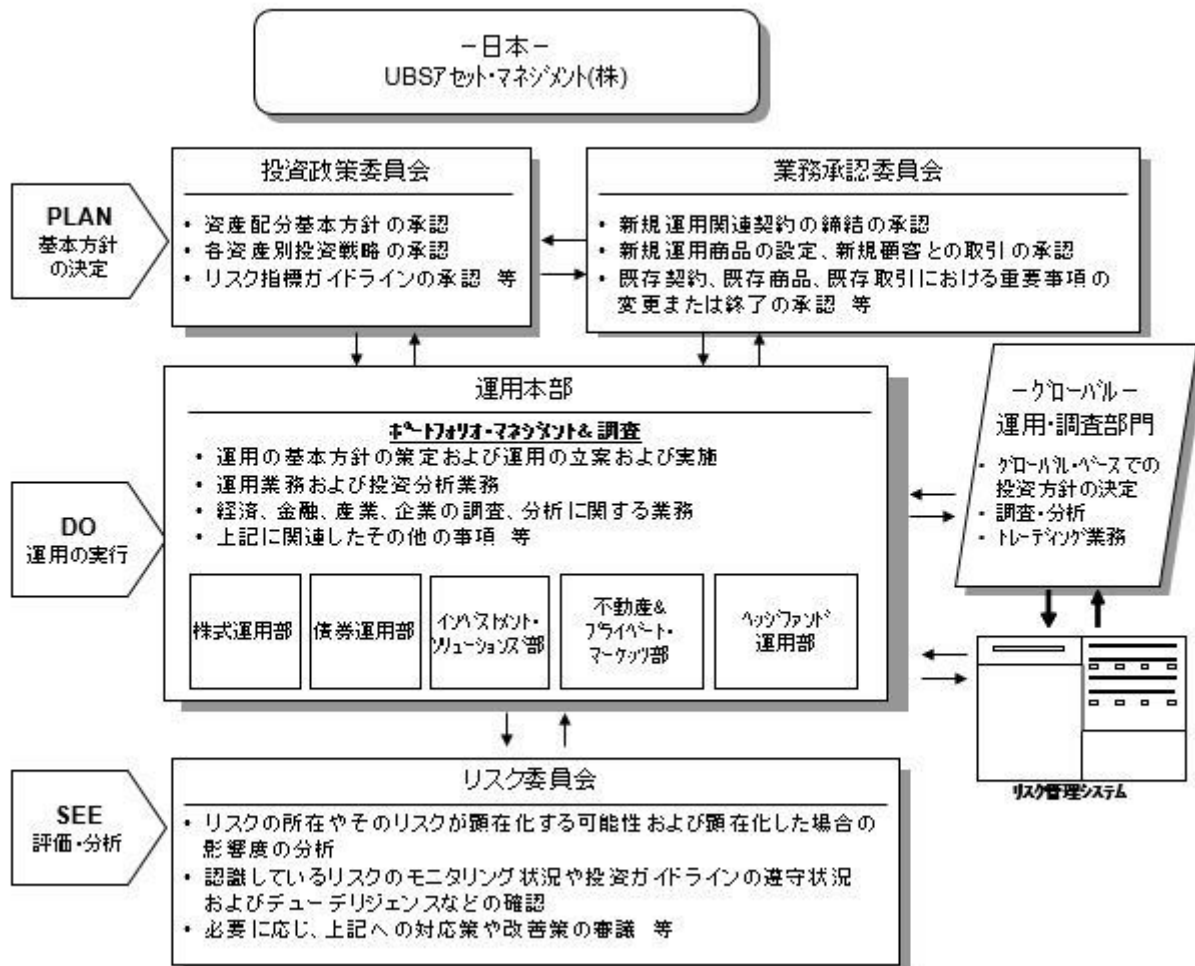 －日本－
UBSｱｾｯﾄ・ﾏﾈｼﾞﾒﾝﾄ(株)
PLAN
基本方針
の決定
投資政策委員会
・ 資産配分基本方針の承認
・ 各資産別投資戦略の承認
・ リスク指標ガイドラインの承認 等
業務承認委員会
・ 新規運用関連契約の締結の承認
・ 新規運用商品の設定、新規顧客との取引の承認
・ 既存契約、既存商品、既存取引における重要事項の
変更または終了の承認 等
DO
運用の実行
運用本部
ﾎﾟｰﾄﾌｫﾘｵ・ﾏﾈｼﾞﾒﾝﾄ& 調査
・ 運用の基本方針の策定および運用の立案および実施
・ 運用業務および投資分析業務
・ 経済、金融、産業、企業の調査、分析に関する業務
・ 上記に関連したその他の事項 等
株式運用部
債券運用部
ｲﾝﾍﾞｽﾄﾒﾝﾄ・
ｿﾘｭｰｼｮﾝｽﾞ部
不動産&
ﾌﾟﾗｲﾍﾞｰﾄ・
ﾏｰｹｯﾂ部
ﾍｯｼﾞﾌｧﾝﾄﾞ
運用部
－ｸﾞﾛｰﾊﾞﾙ－
運用・調査部門
・ ｸﾞﾛｰﾊﾞﾙ・ﾍﾞｰｽでの
投資方針の決定
・ 調査・分析
・ ﾄﾚｰﾃﾞｨﾝｸﾞ業務
ﾘｽｸ管理システム
SEE
評価・分析
リスク委員会
・ リスクの所在やそのリスクが顕在化する可能性および顕在化した場合の
影響度の分析
・ 認識しているリスクのモニタリング状況や投資ガイドラインの遵守状況
およびデューデリジェンスなどの確認
・ 必要に応じ、上記への対応策や改善策の審議 等